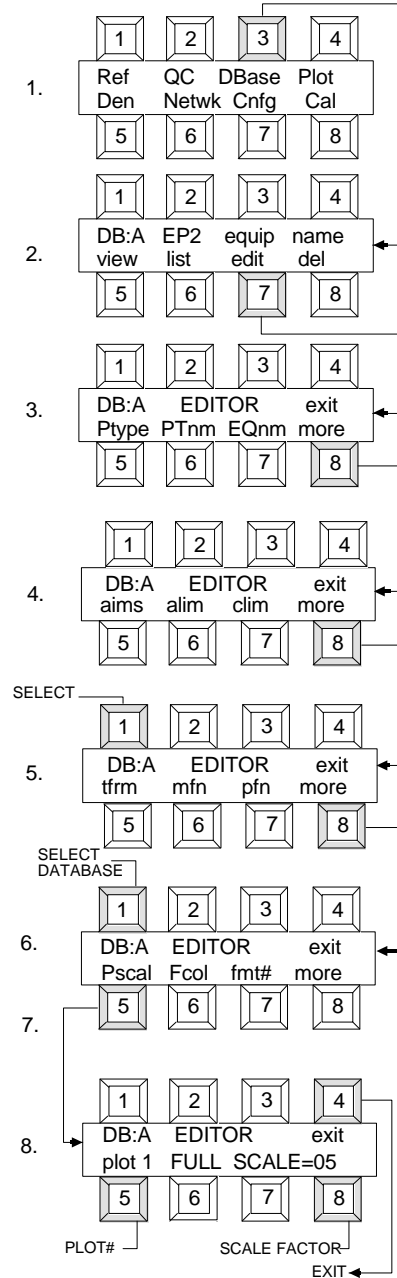 1 2 3 4
1.
Ref QC DBase Plot
Den Netwk Cnfg Cal
5 6 7 8
1 2 3 4
2.
DB:A EP2 equip name
view list edit del
5 6 7 8
1 2 3 4
3.
DB:A EDITOR exit
Ptype PTnm EQnm more
5 6 7 8
1 2 3 4
4.
DB:A EDITOR exit
aims alim clim more
5 6 7 8
SELECT
1 2 3 4
5.
DB:A EDITOR exit
tfrm mfn pfn more
5 6 7 8
SELECT
DATABASE
1 2 3 4
6.
DB:A EDITOR exit
Pscal Fcol fmt# more
7.
5 6 7 8
1 2 3 4
8.
DB:A EDITOR exit
plot 1 FULL SCALE=05
5 6 7 8
PLOT# SCALE FACTOR
EXIT